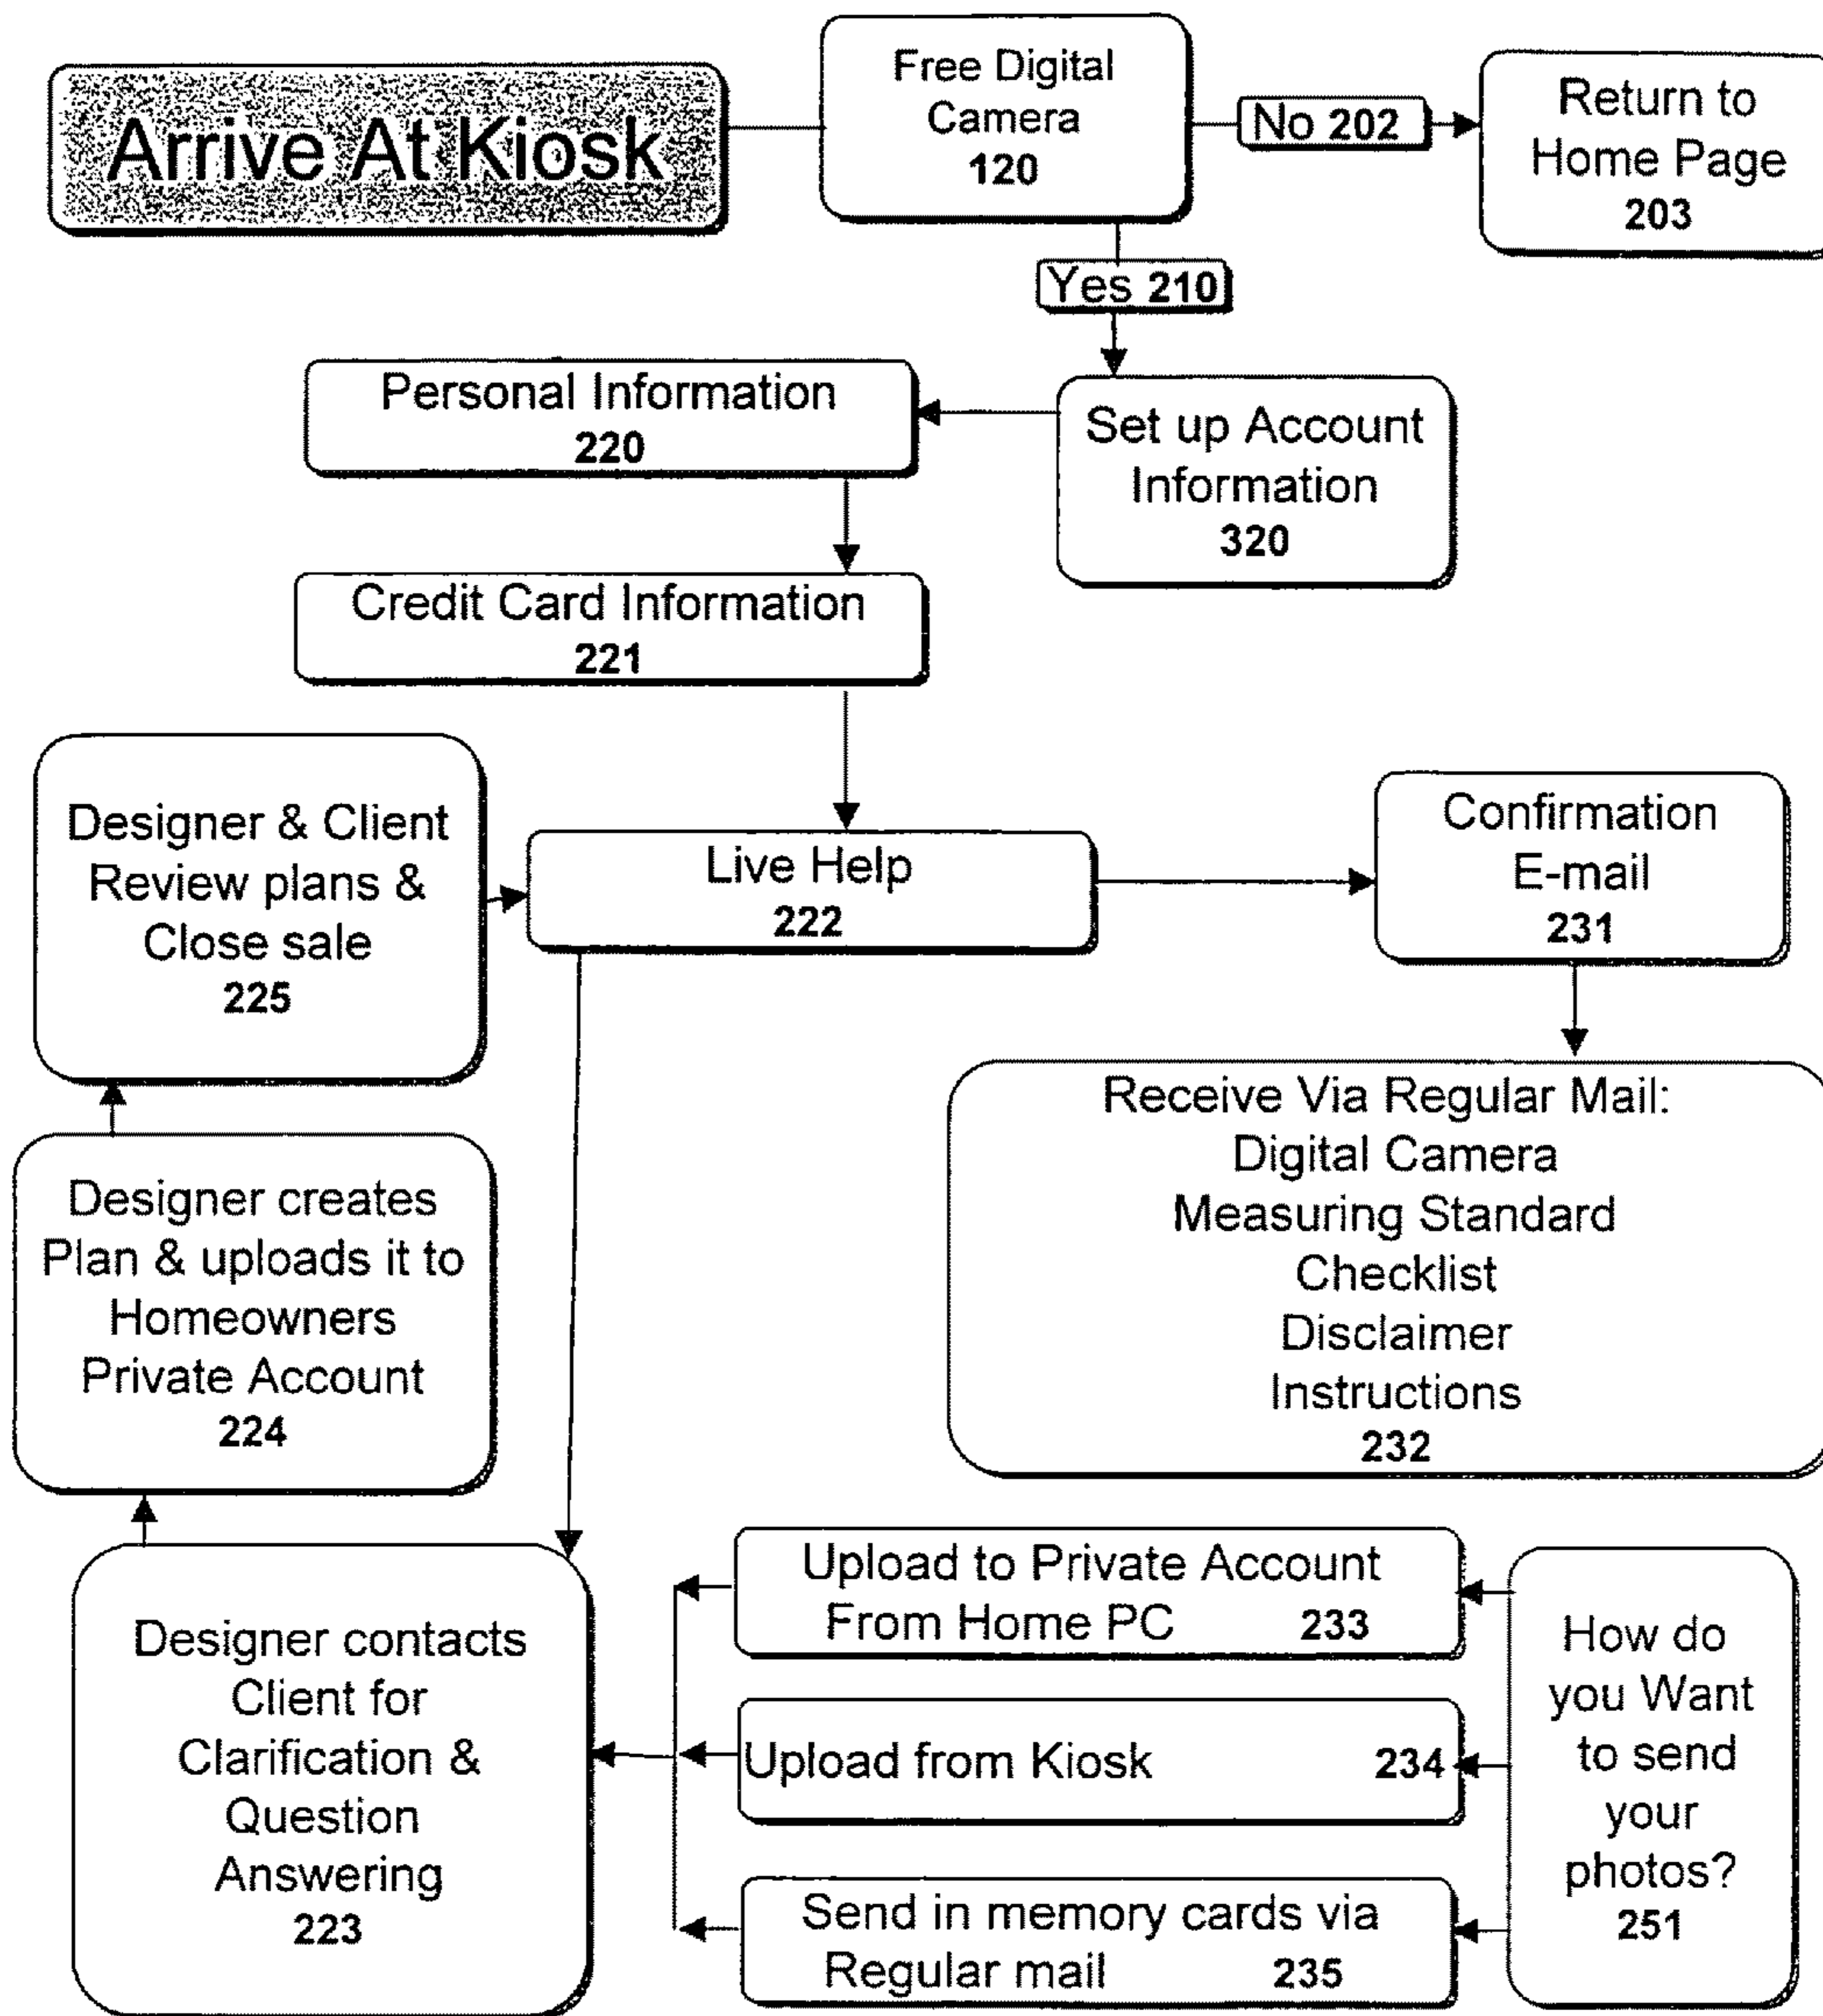 Arrive At Kiosk
Free Digital
Camera
120
No 202
Return to
Home Page
203
Yes 210
Personal Information
220
Set up Account
Information
320
Credit Card Information
221
Designer & Client
Review plans &
Close sale
225
Live Help
222
Confirmation
E-mail
231
Receive Via Regular Mail:
Digital Camera
Measuring Standard
Checklist
Disclaimer
Instructions
232
Designer creates
Plan & uploads it to
Homeowners
Private Account
224
Designer contacts
Client for
Clarification &
Question
Answering
223
Upload to Private Account
From Home PC 233
Upload from Kiosk 234
Send in memory cards via
Regular mail 235
How do
you Want
to send
your
photos?
251